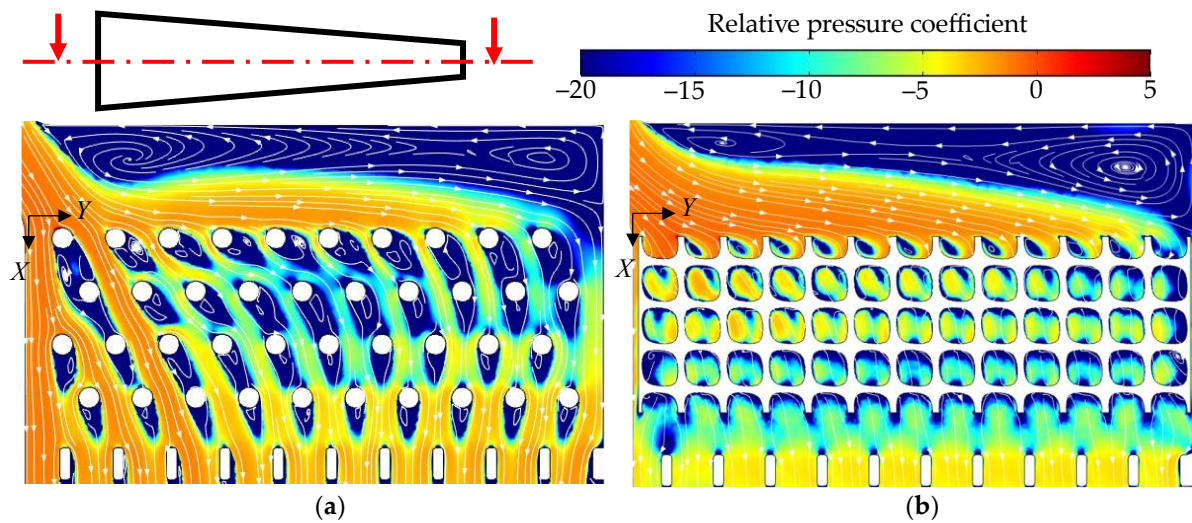 Relative pressure coefficient
−20 −15 −10 −5 0 5
Y
X
Y
X
(a)
(b)